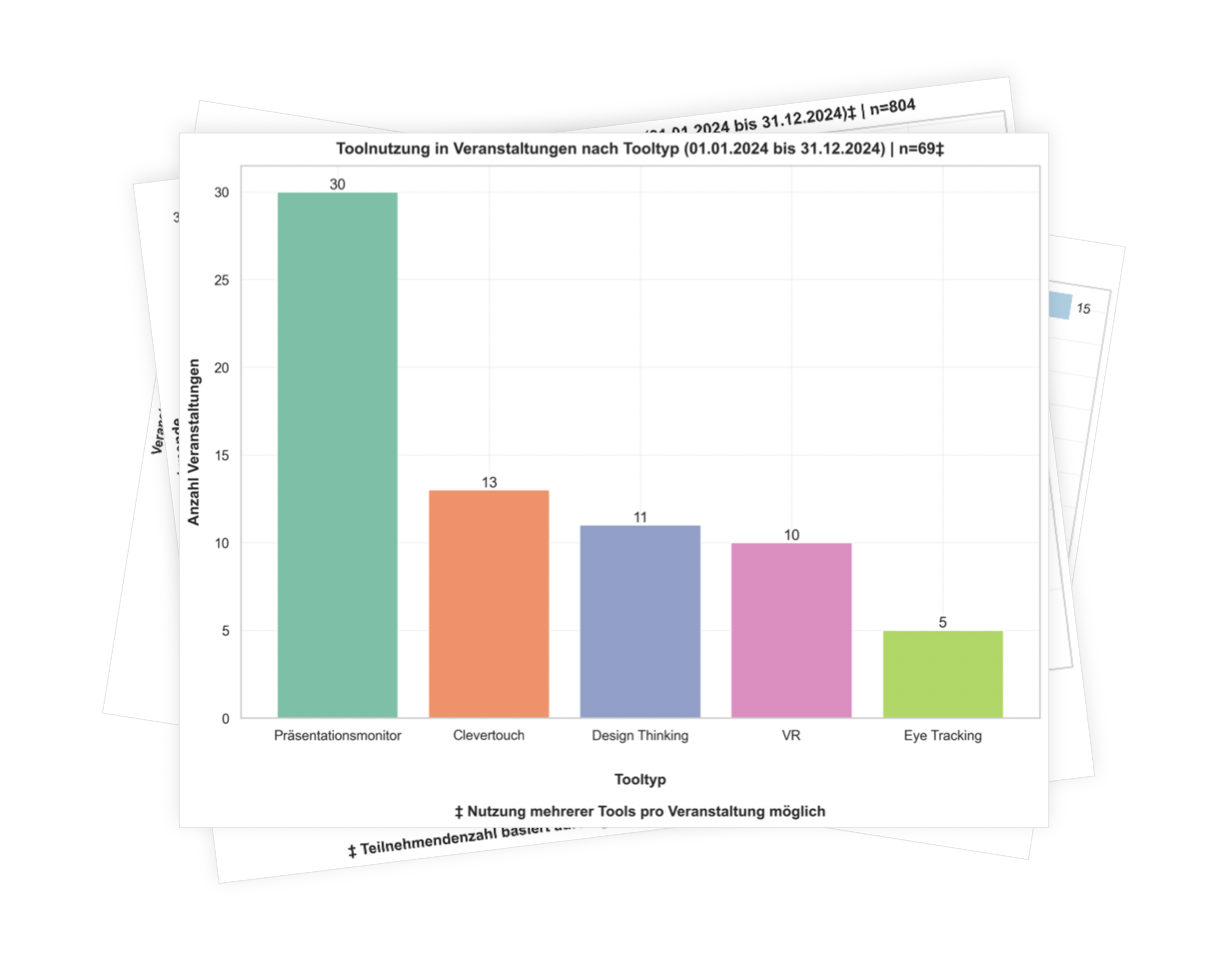 2024 bis 31.12.2024)‡ | n=804
Toolnutzung in Veranstaltungen nach Tooltyp (01.01.2024 bis 31.12.2024) | n=69‡
30
30
25
20
15
10
5
0
13
11
10
5
Anzahl Veranstaltungen
Präsentationsmonitor
Clevertouch
Design Thinking
VR
Eye Tracking
Tooltyp
‡ Nutzung mehrerer Tools pro Veranstaltung möglich
15
‡ Teilnehmendenzahl basiert